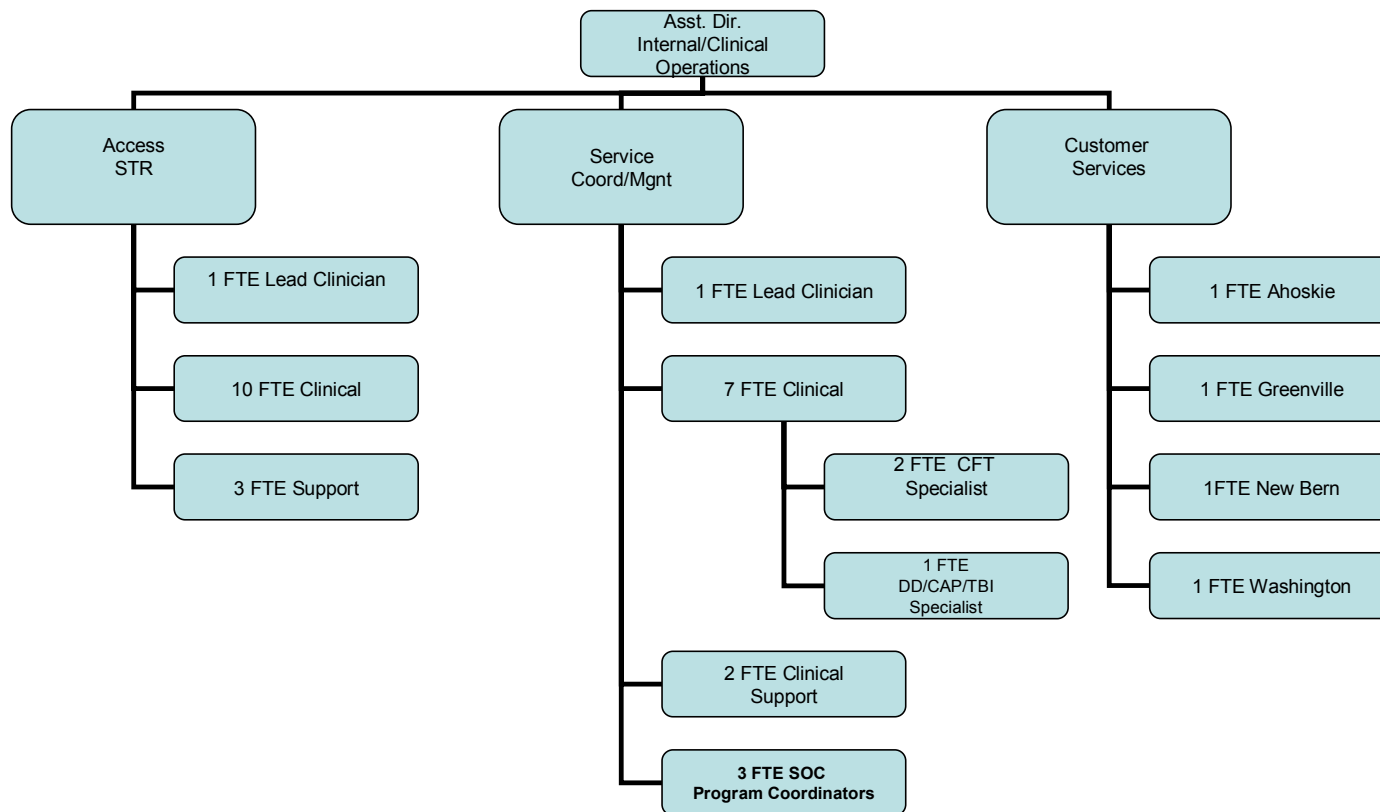 Asst. Dir.
Internal/Clinical
Operations
Access
STR
Service
Coord/Mgnt
Customer
Services
1 FTE Lead Clinician
10 FTE Clinical
3 FTE Support
1 FTE Lead Clinician
7 FTE Clinical
2 FTE  CFT
Specialist
1 FTE
DD/CAP/TBI
Specialist
2 FTE Clinical
Support
3 FTE SOC
Program Coordinators
1 FTE Ahoskie
1 FTE Greenville
1FTE New Bern
1 FTE Washington